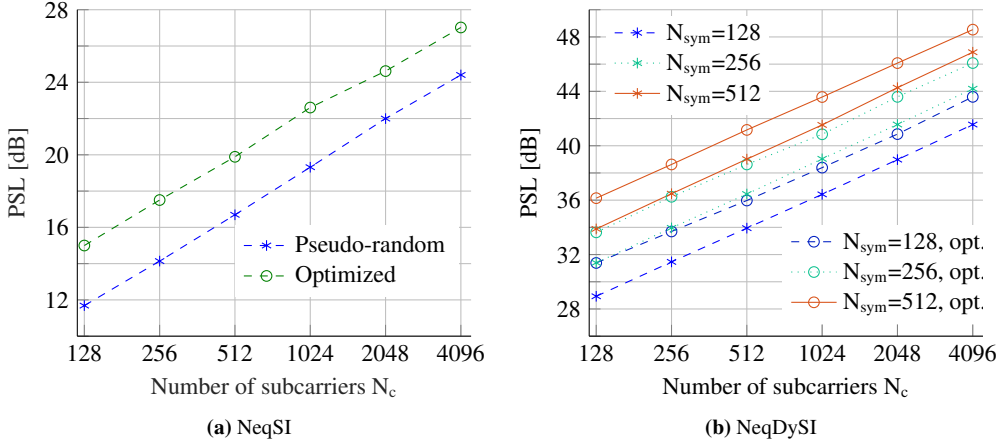 28
24
20
16
12
PSL [dB]
Pseudo-random
Optimized
128 256 512 1024 2048 4096
Number of subcarriers N_c
(a) NeqSI
48
44
40
36
32
28
PSL [dB]
N_sym=128
N_sym=256
N_sym=512
N_sym=128, opt.
N_sym=256, opt.
N_sym=512, opt.
128 256 512 1024 2048 4096
Number of subcarriers N_c
(b) NeqDySI